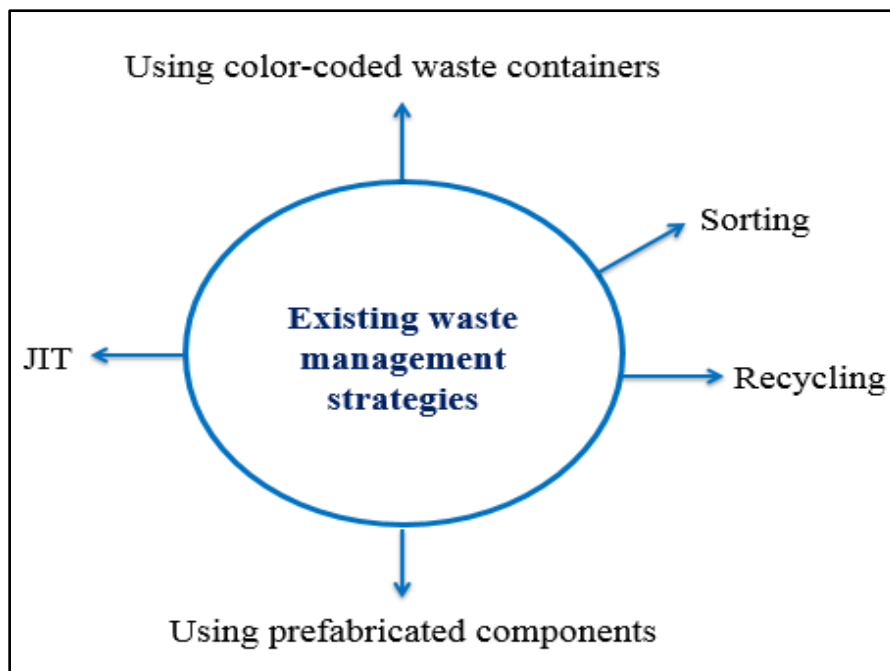 Using color-coded waste containers
Sorting
Existing waste
management
strategies
JIT
Recycling
Using prefabricated components